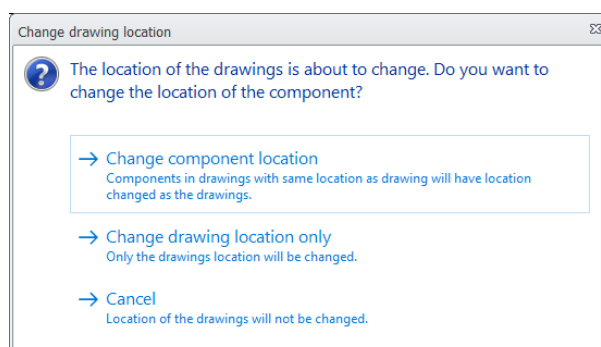 Change drawing location
The location of the drawings is about to change. Do you want to
change the location of the component?
Change component location
Components in drawings with same location as drawing will have location
changed as the drawings.
Change drawing location only
Only the drawings location will be changed.
Cancel
Location of the drawings will not be changed.